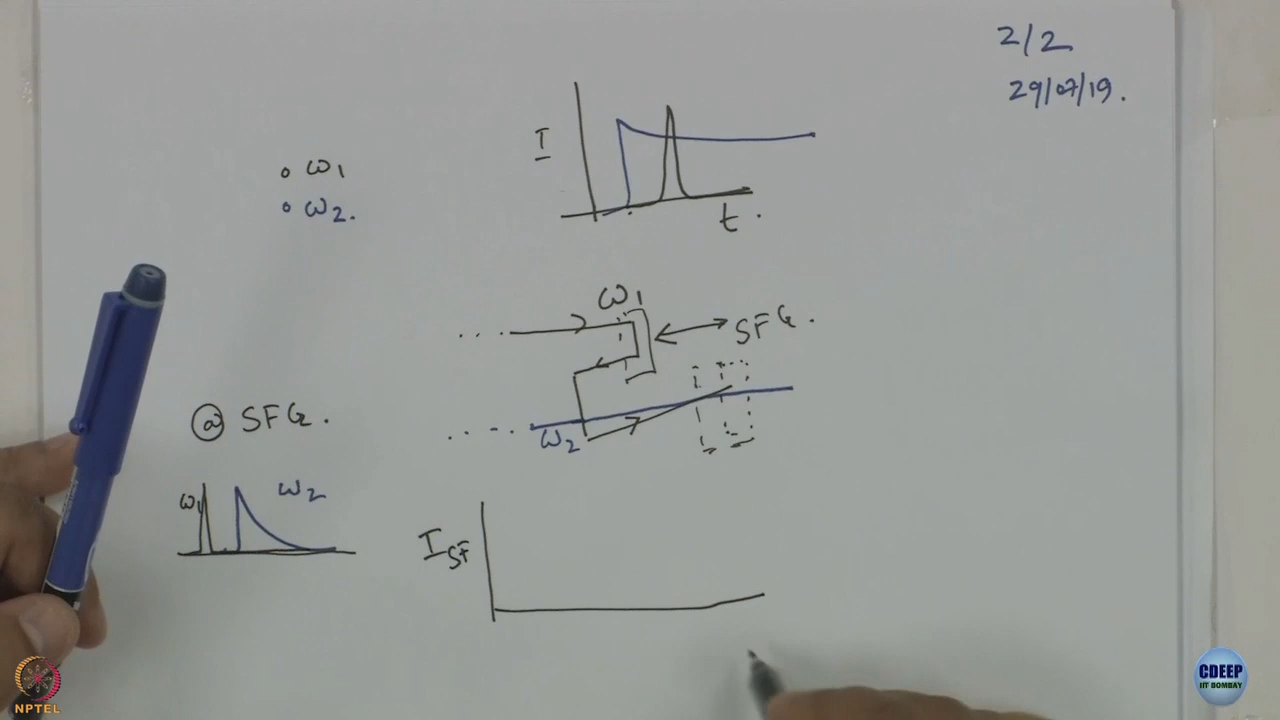 2/2
29/07/19.
I
t.
ω1
ω2.
ω1
SFG.
ω2
@ SFG.
ω1
ω2
ISF
NPTEL
CDEEP
IIT BOMBAY